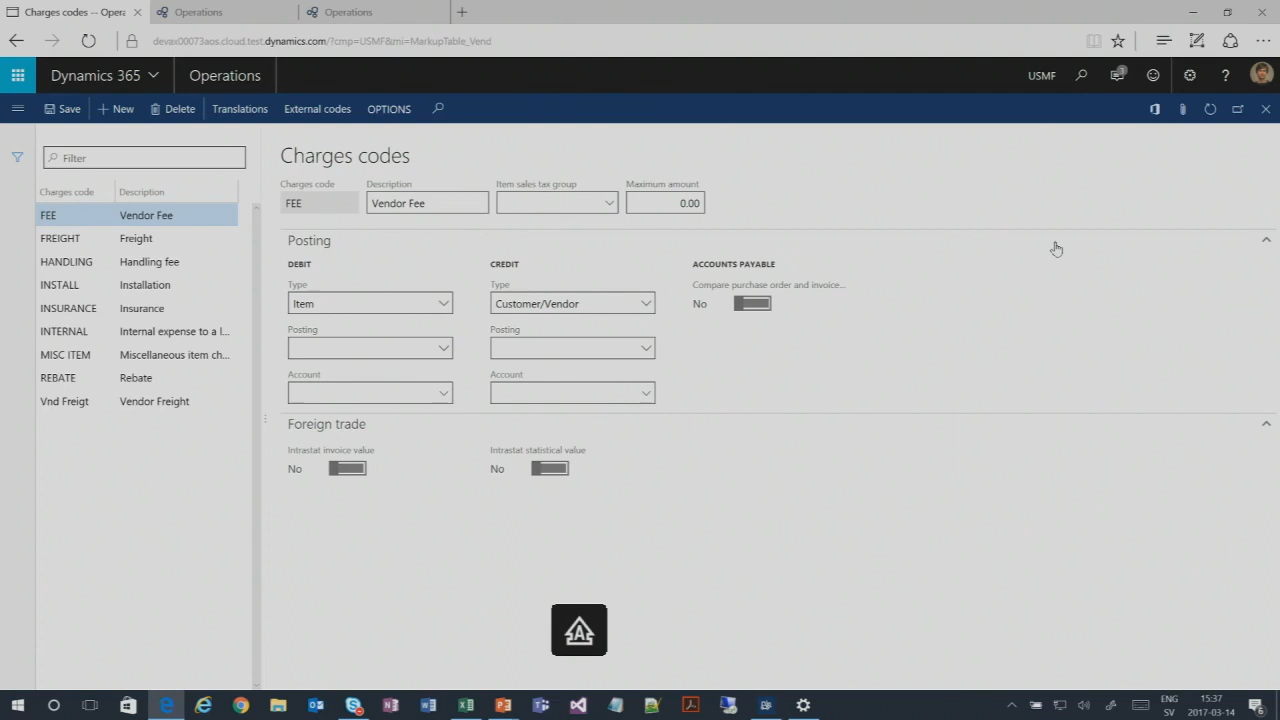 Charges codes -- Opera
Operations
Operations
devax00073aos.cloud.test.dynamics.com/?cmp=USMF&mi=MarkupTable_Vend
Dynamics 365
Operations
USMF
3
?
Save
New
Delete
Translations
External codes
OPTIONS
Filter
Charges code Description
FEE Vendor Fee
FREIGHT Freight
HANDLING Handling fee
INSTALL Installation
INSURANCE Insurance
INTERNAL Internal expense to a l...
MISC ITEM Miscellaneous item ch...
REBATE Rebate
Vnd Freigt Vendor Freight
Charges codes
Charges code Description Item sales tax group Maximum amount
FEE Vendor Fee 0.00
Posting
DEBIT CREDIT ACCOUNTS PAYABLE
Type Type Compare purchase order and invoice...
Item Customer/Vendor No
Posting Posting
Account Account
Foreign trade
Intrastat invoice value Intrastat statistical value
No No
A
ENG 15:37
SV 2017-03-14
6